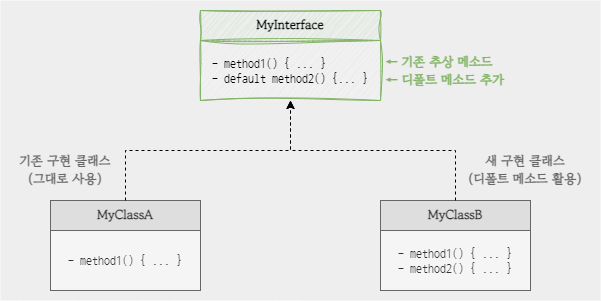 MyInterface
- method1() { ... }
- default method2() {... }
← 기존 추상 메소드
← 디폴트 메소드 추가
기존 구현 클래스
(그대로 사용)
새 구현 클래스
(디폴트 메소드 활용)
MyClassA
- method1() { ... }
MyClassB
- method1() { ... }
- method2() { ... }